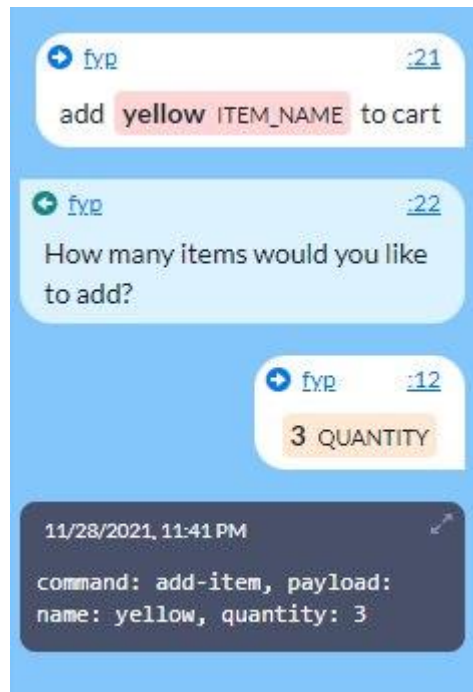 fyp :21
add yellow ITEM_NAME to cart
fyp :22
How many items would you like
to add?
fyp :12
3 QUANTITY
11/28/2021, 11:41 PM
command: add-item, payload:
name: yellow, quantity: 3